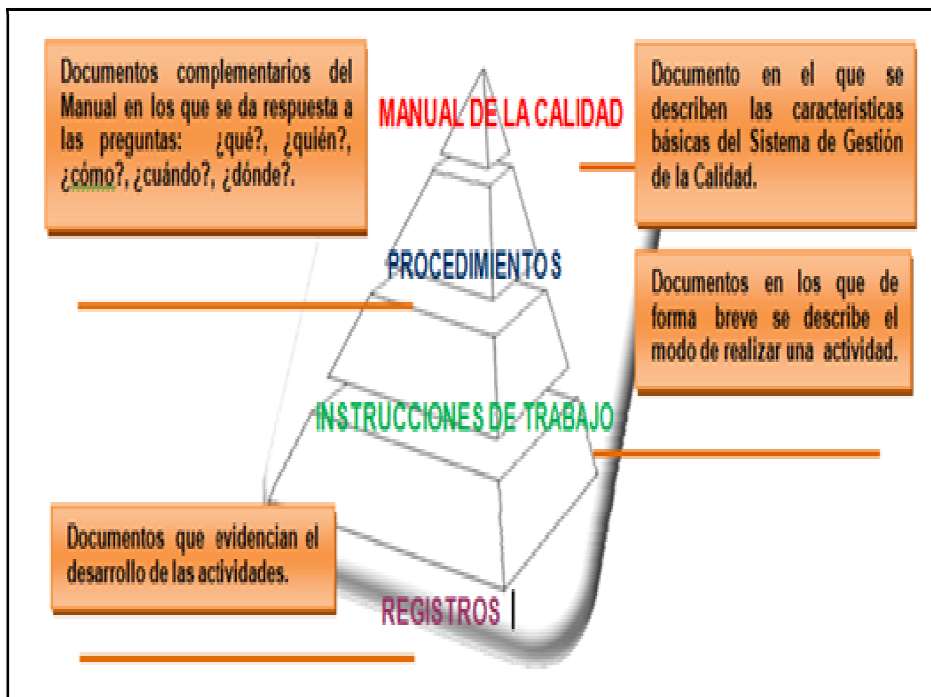 Documentos complementarios del
Manual en los que se da respuesta a
las preguntas: ¿qué?, ¿quién?,
¿cómo?, ¿cuándo?, ¿dónde?.
MANUAL DE LA CALIDAD
Documento en el que se
describen las características
básicas del Sistema de Gestión
de la Calidad.
PROCEDIMIENTOS
Documentos en los que de
forma breve se describe el
modo de realizar una actividad.
INSTRUCCIONES DE TRABAJO
Documentos que evidencian el
desarrollo de las actividades.
REGISTROS